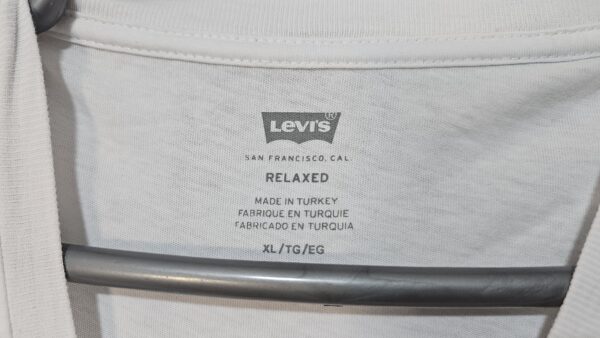 Levi's®
SAN FRANCISCO, CAL.
RELAXED
MADE IN TURKEY
FABRIQUE EN TURQUIE
FABRICADO EN TURQUIA
XL/TG/EG